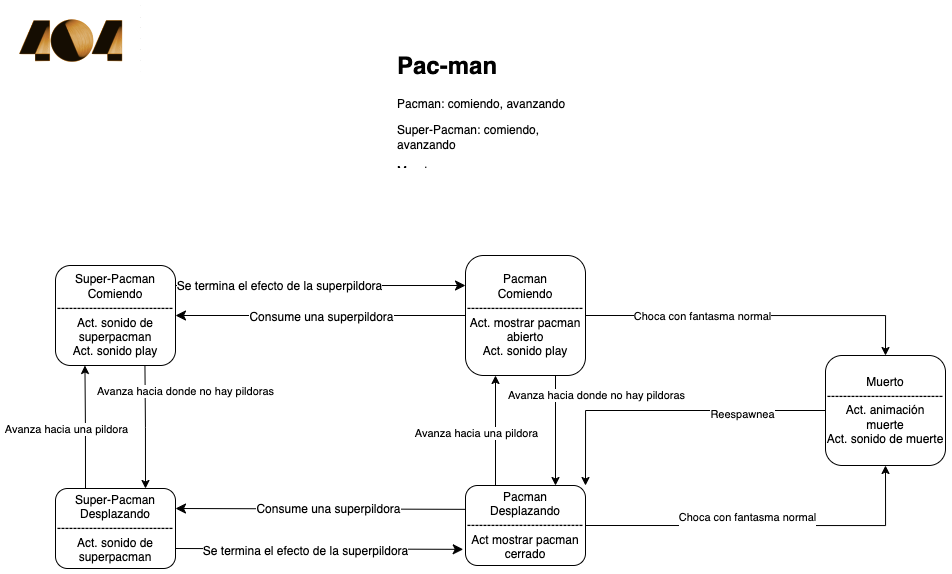 404
Pac-man
Pacman: comiendo, avanzando
Super-Pacman: comiendo,
avanzando
Super-Pacman
Comiendo
Act. sonido de
superpacman
Act. sonido play
Se termina el efecto de la superpildora
Consume una superpildora
Pacman
Comiendo
Act. mostrar pacman
abierto
Act. sonido play
Choca con fantasma normal
Muerto
Act. animación
muerte
Act. sonido de muerte
Avanza hacia donde no hay pildoras
Avanza hacia una pildora
Avanza hacia donde no hay pildoras
Avanza hacia una pildora
Reespawnea
Super-Pacman
Desplazando
Act. sonido de
superpacman
Consume una superpildora
Se termina el efecto de la superpildora
Pacman
Desplazando
Act mostrar pacman
cerrado
Choca con fantasma normal